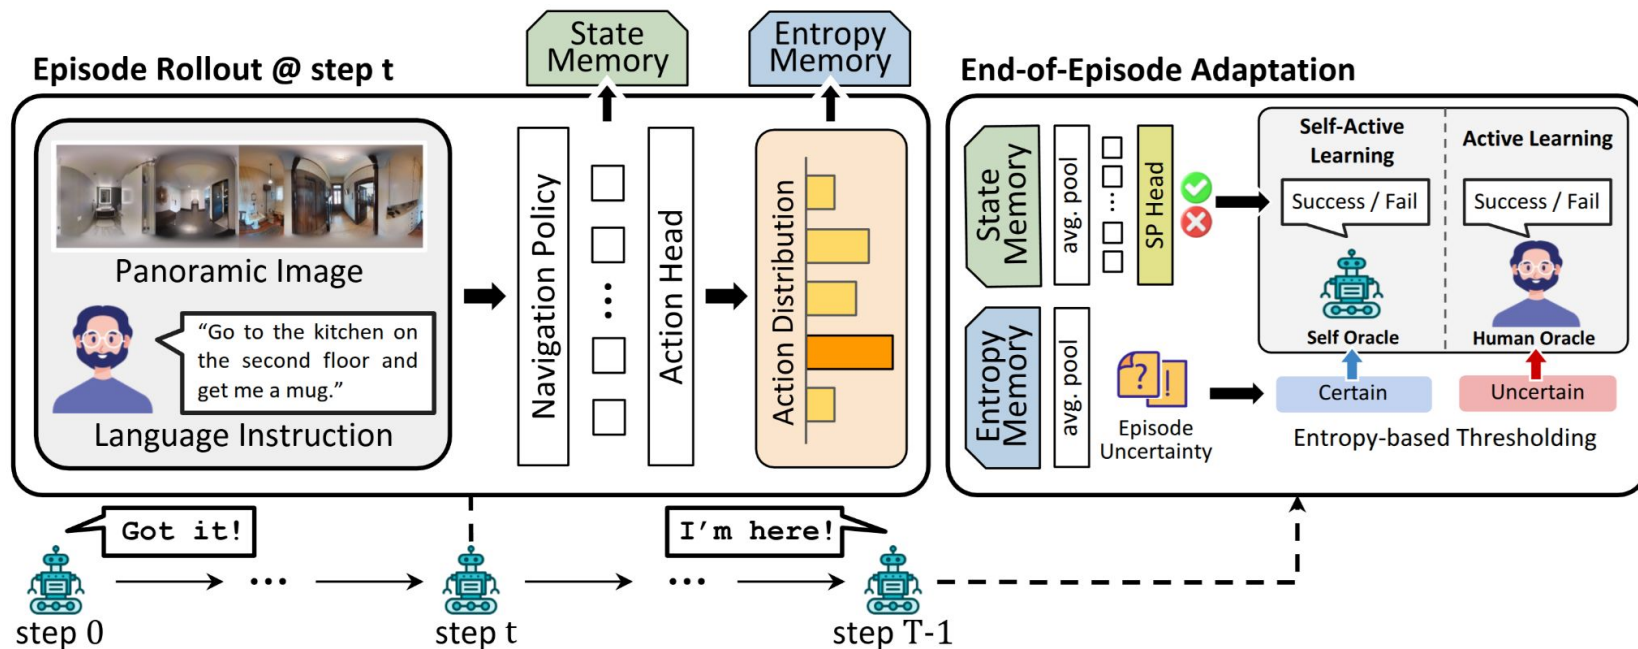 Episode Rollout @ step t
State
Memory
Entropy
Memory
Panoramic Image
“Go to the kitchen on
the second floor and
get me a mug.”
Language Instruction
Navigation Policy
...
Action Head
Action Distribution
End-of-Episode Adaptation
State
Memory
avg. pool
...
SP Head
Self-Active
Learning
Success / Fail
Self Oracle
Active Learning
Success / Fail
Human Oracle
Entropy
Memory
avg. pool
?
!
Episode
Uncertainty
Certain
Uncertain
Entropy-based Thresholding
Got it!
I’m here!
...
...
step 0
step t
step T-1